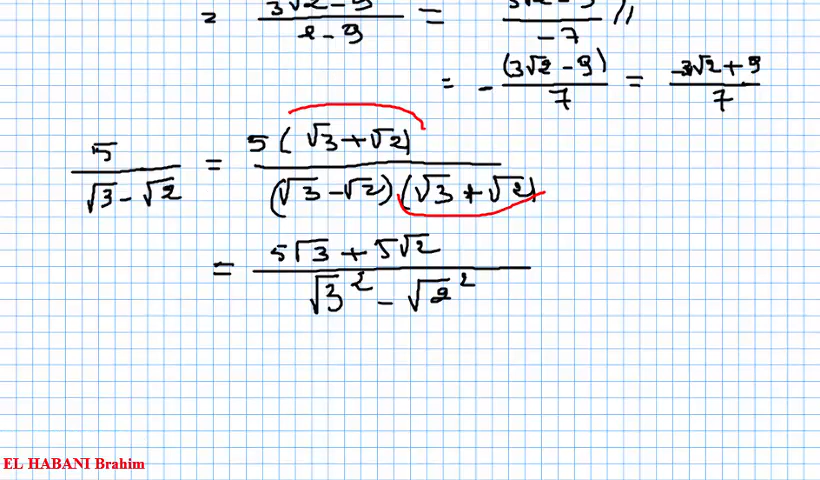 = (3√2 - 9)/(2 - 9) = (3√2 - 9)/(-7) //
= - (3√2 - 9)/7 = (-3√2 + 9)/7
5/(√3 - √2) = 5(√3 + √2)/((√3 - √2)(√3 + √2))
= (5√3 + 5√2)/(√3² - √2²)
EL HABANI Brahim